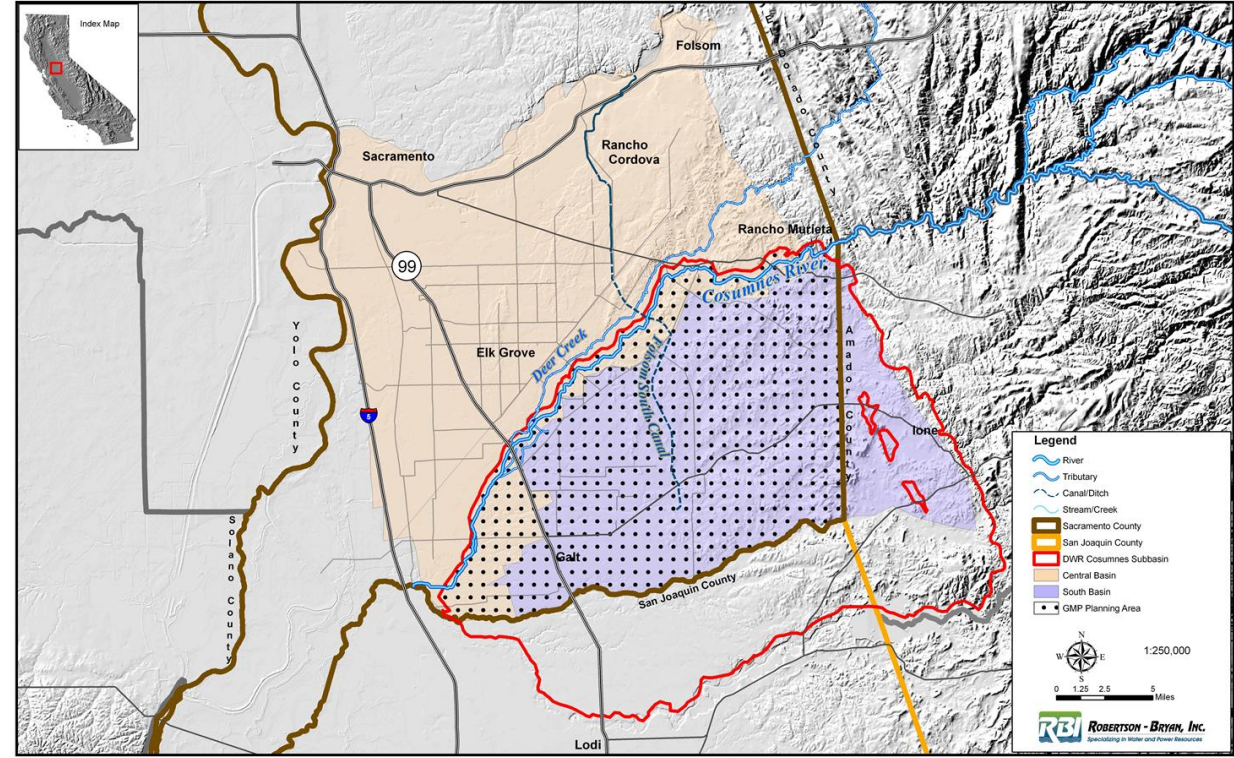 Index Map
Folsom
El Dorado County
Sacramento
Rancho
Cordova
Rancho Murieta
99
Cosumnes River
Yolo County
Elk Grove
Deer Creek
Folsom South Canal
Amador County
5
Ione
Solano County
Galt
San Joaquin County
Lodi
Legend
River
Tributary
Canal/Ditch
Stream/Creek
Sacramento County
San Joaquin County
DWR Cosumnes Subbasin
Central Basin
South Basin
GMP Planning Area
N
W E
S
1:250,000
0 1.25 2.5 5
Miles
RBI ROBERTSON - BRYAN, INC.
Specializing in Water and Power Resources